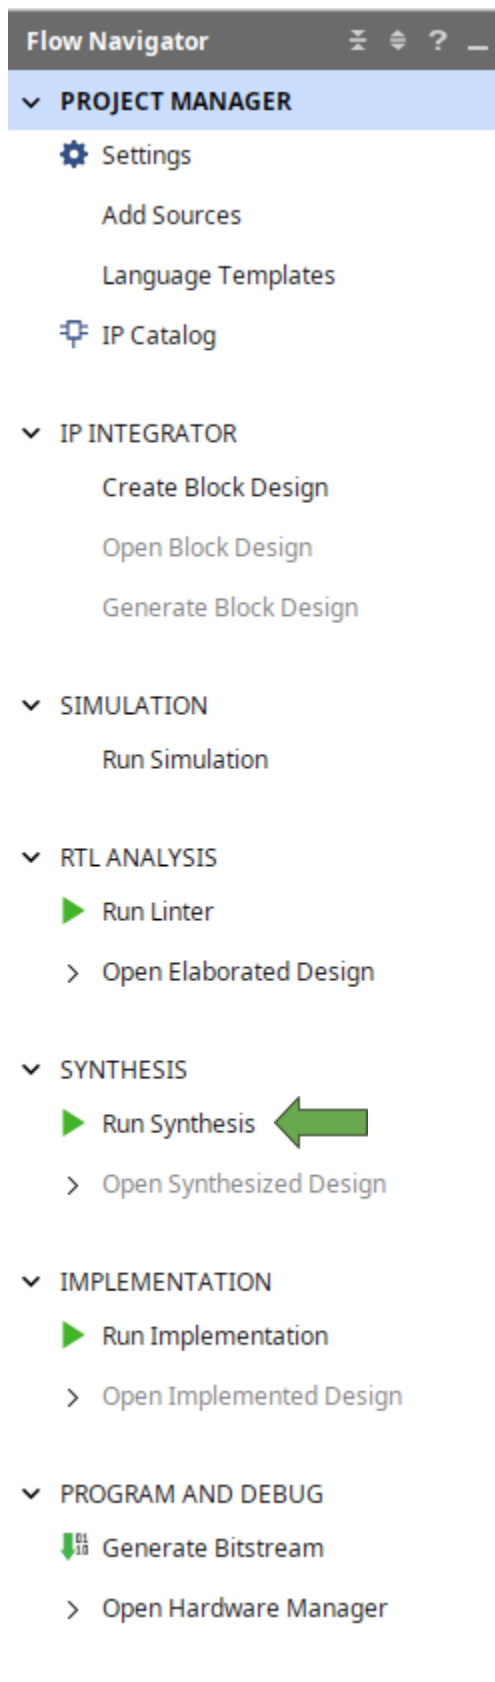 Flow Navigator ?
PROJECT MANAGER
Settings
Add Sources
Language Templates
IP Catalog
IP INTEGRATOR
Create Block Design
Open Block Design
Generate Block Design
SIMULATION
Run Simulation
RTL ANALYSIS
Run Linter
Open Elaborated Design
SYNTHESIS
Run Synthesis
Open Synthesized Design
IMPLEMENTATION
Run Implementation
Open Implemented Design
PROGRAM AND DEBUG
01
10
Generate Bitstream
Open Hardware Manager